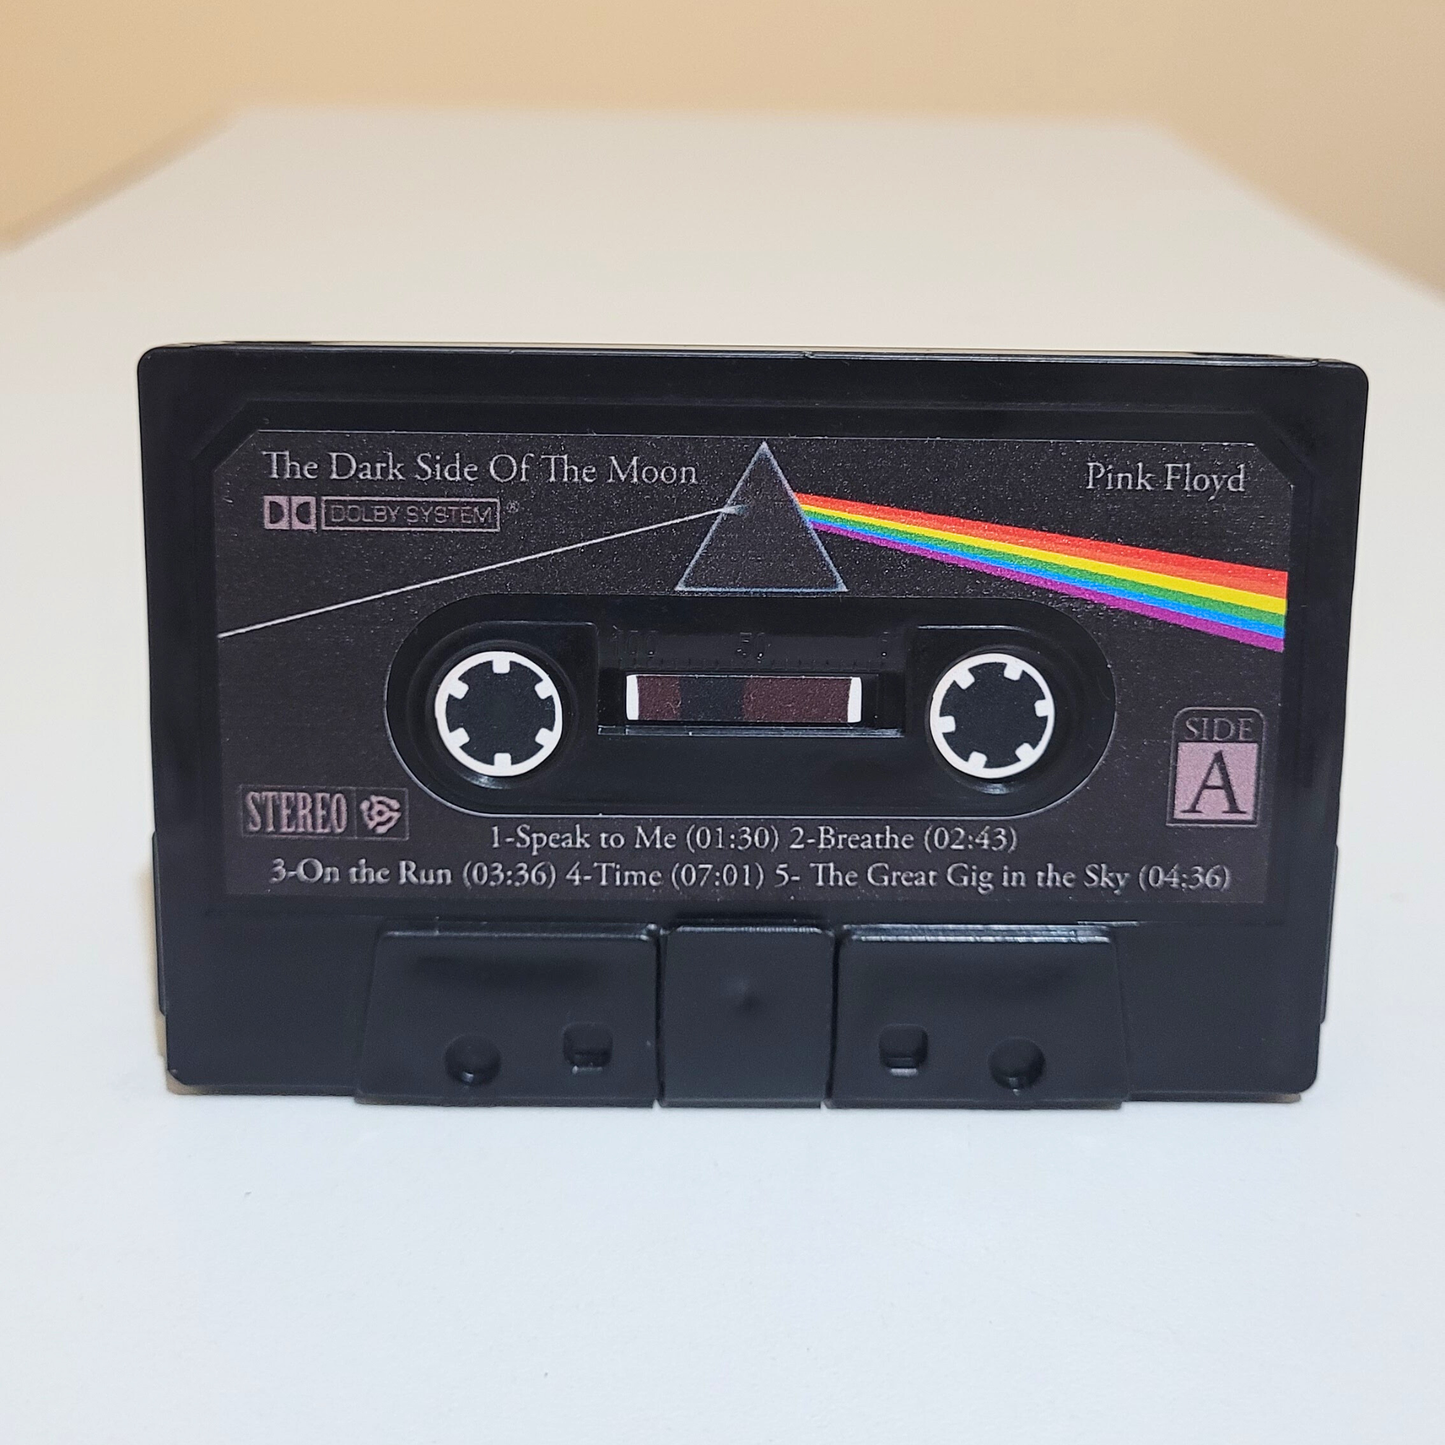 The Dark Side Of The Moon
Pink Floyd
DOLBY SYSTEM ®
100 50
SIDE
A
STEREO
1-Speak to Me (01:30) 2-Breathe (02:43)
3-On the Run (03:36) 4-Time (07:01) 5- The Great Gig in the Sky (04:36)